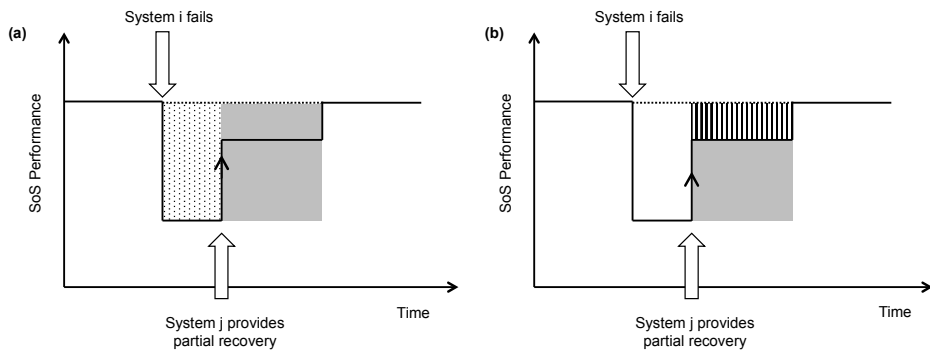 System i fails
(a)
SoS Performance
Time
System j provides
partial recovery
System i fails
(b)
SoS Performance
Time
System j provides
partial recovery